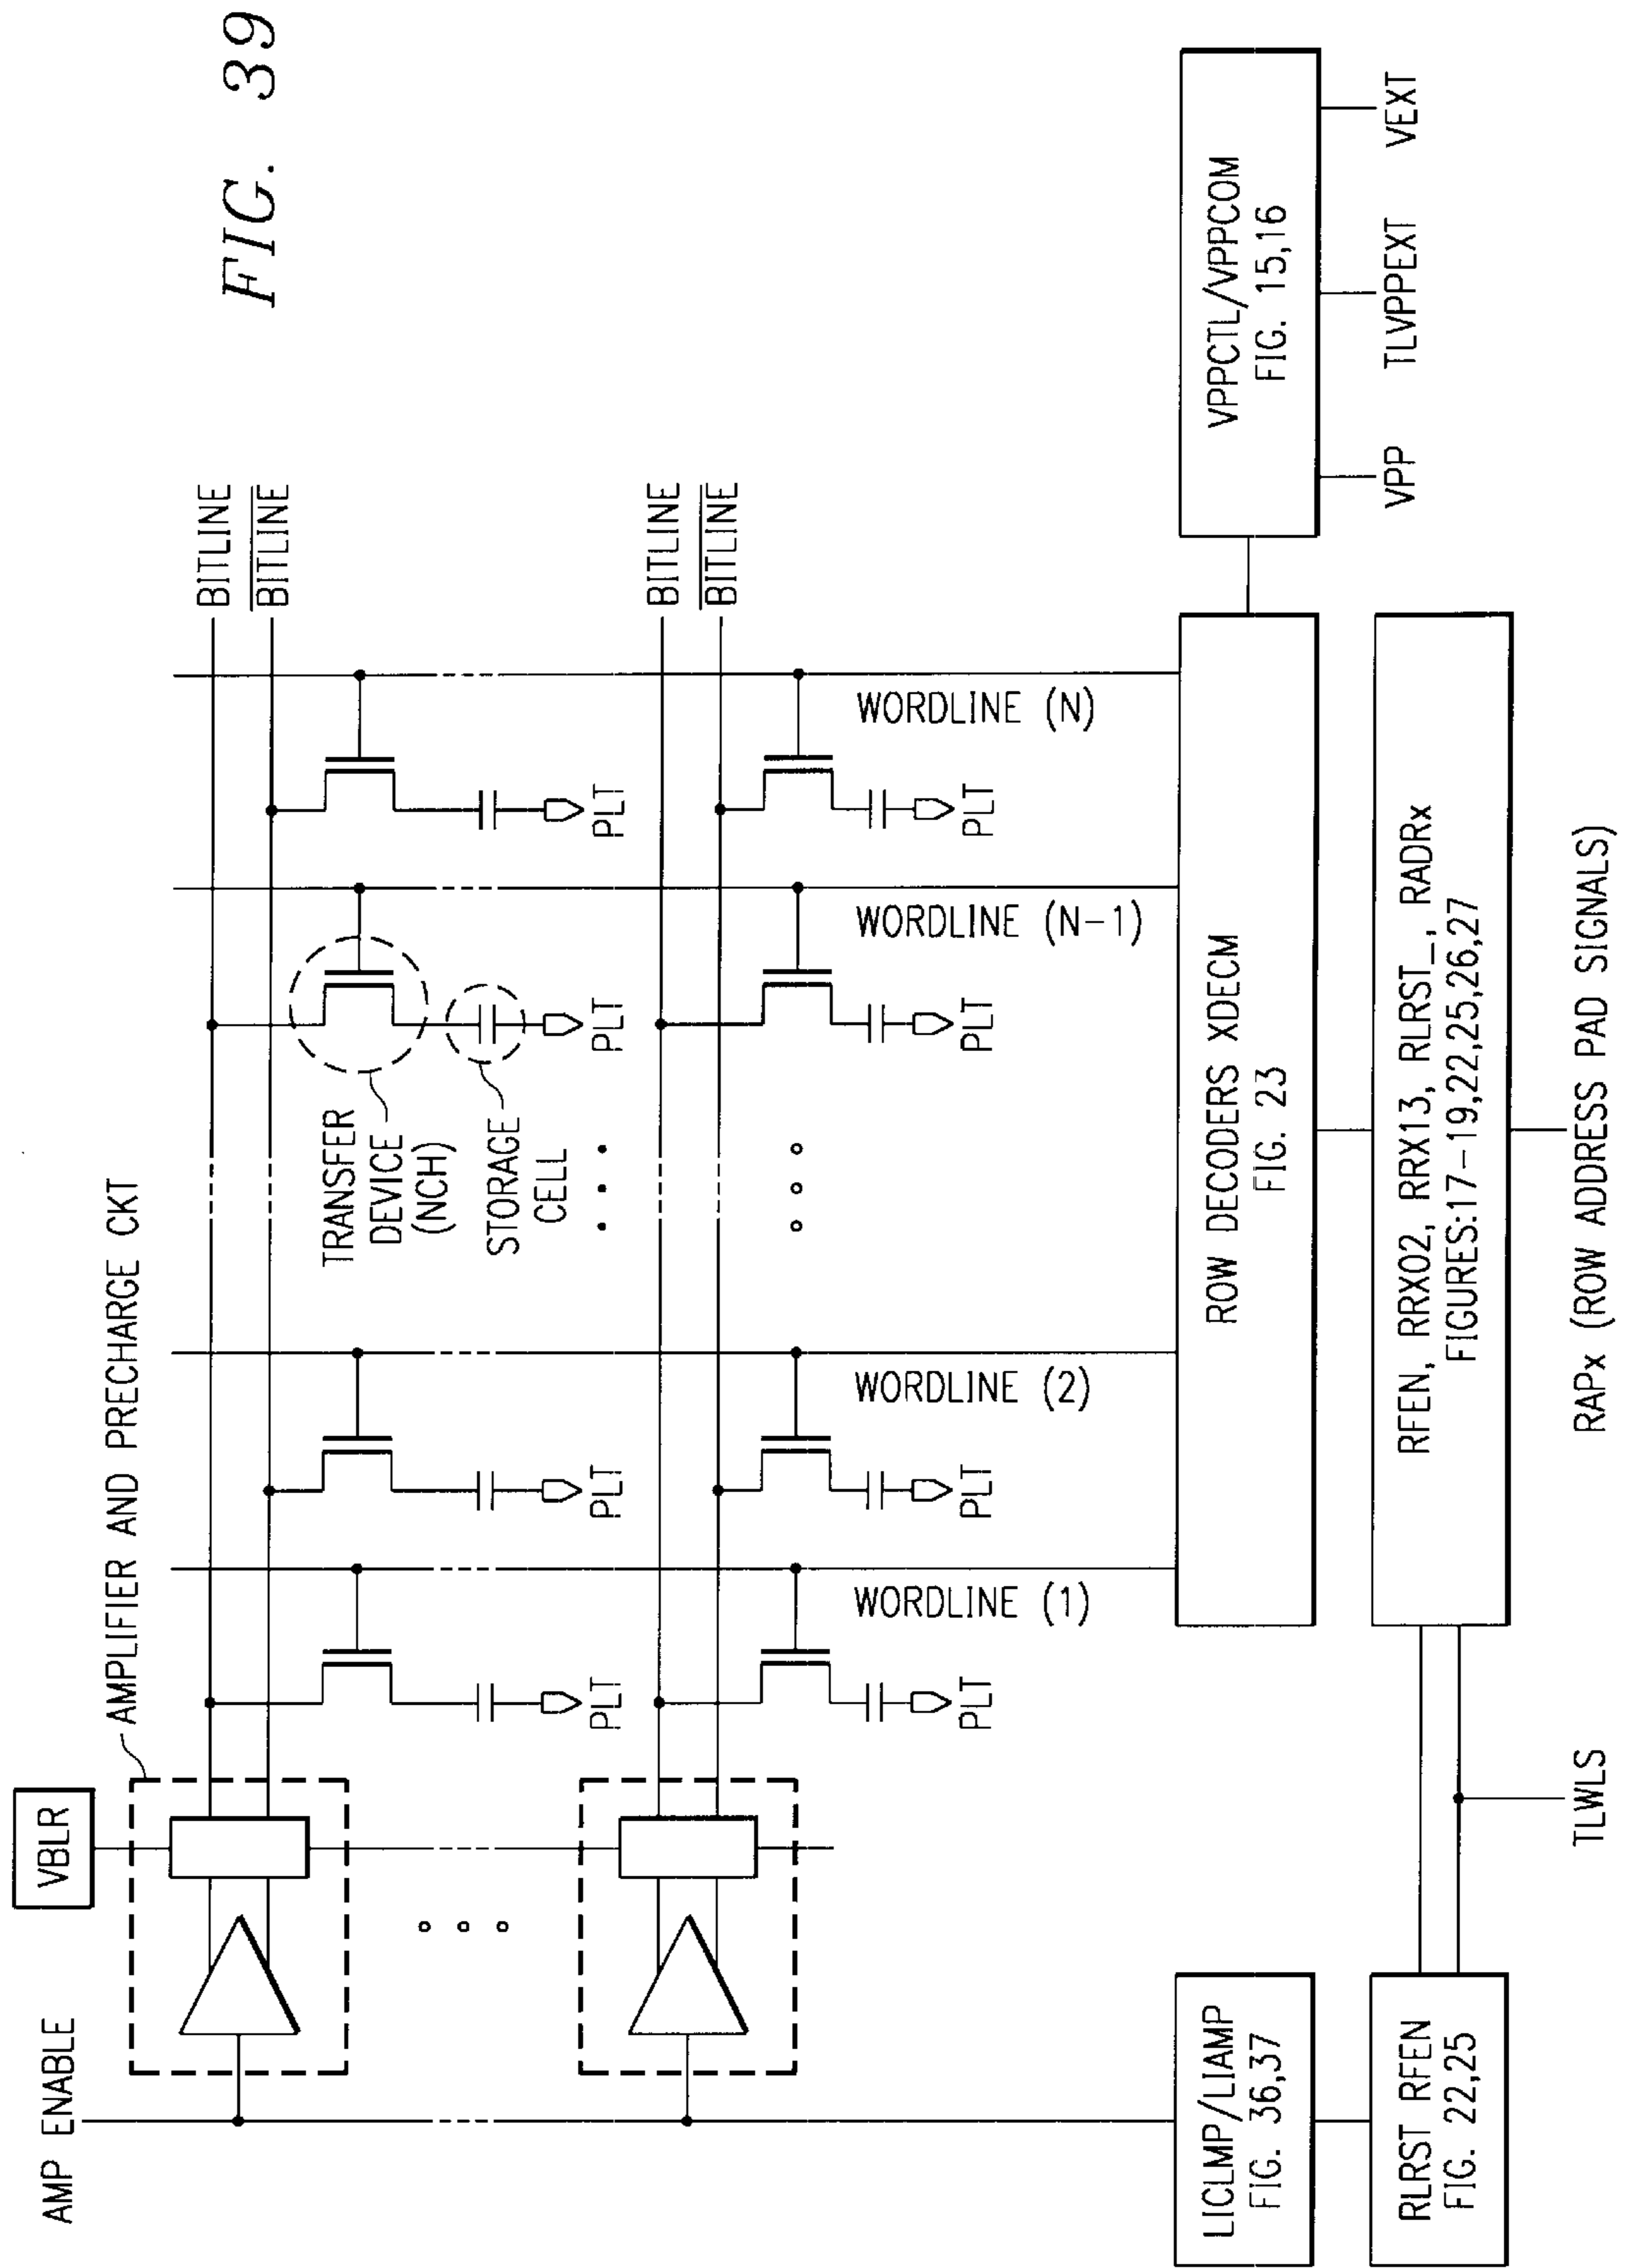 FIG. 39
AMP ENABLE
VBLR
AMPLIFIER AND PRECHARGE CKT
BITLINE
BITLINE
TRANSFER
DEVICE
(NCH)
STORAGE
CELL
PLT
PLT
PLT
PLT
BITLINE
BITLINE
PLT
PLT
PLT
PLT
WORDLINE (1)
WORDLINE (2)
WORDLINE (N-1)
WORDLINE (N)
LICLMP/LIAMP
FIG. 36,37
ROW DECODERS XDECM
FIG. 23
VPPCTL/VPPCOM
FIG. 15,16
VPP
TLVPPEXT
VEXT
RLRST RFEN
FIG. 22,25
RFEN, RRX02, RRX13, RLRST_, RADRx
FIGURES:17-19,22,25,26,27
TLWLS
RAPx (ROW ADDRESS PAD SIGNALS)